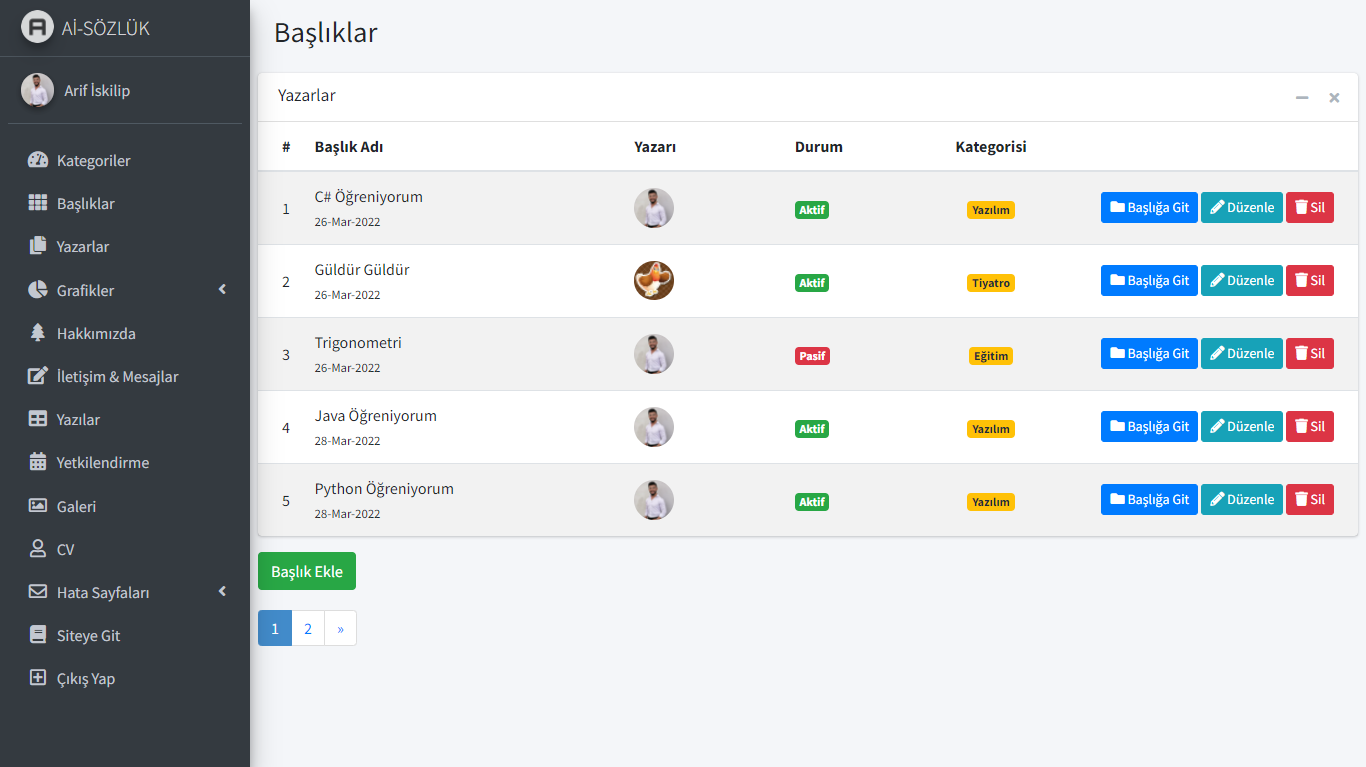 Aİ-SÖZLÜK
Arif İskilip
Kategoriler
Başlıklar
Yazarlar
Grafikler
Hakkımızda
İletişim & Mesajlar
Yazılar
Yetkilendirme
Galeri
CV
Hata Sayfaları
Siteye Git
Çıkış Yap
Başlıklar
Yazarlar
# Başlık Adı Yazarı Durum Kategorisi
1 C# Öğreniyorum Aktif Yazılım Başlığa Git Düzenle Sil
26-Mar-2022
2 Güldür Güldür Aktif Tiyatro Başlığa Git Düzenle Sil
26-Mar-2022
3 Trigonometri Pasif Eğitim Başlığa Git Düzenle Sil
26-Mar-2022
4 Java Öğreniyorum Aktif Yazılım Başlığa Git Düzenle Sil
28-Mar-2022
5 Python Öğreniyorum Aktif Yazılım Başlığa Git Düzenle Sil
28-Mar-2022
Başlık Ekle
1 2 »